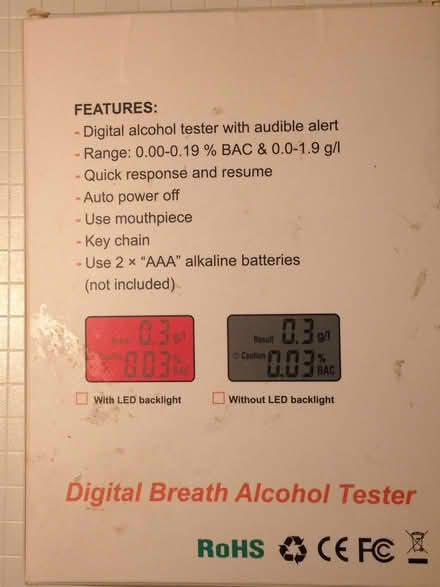 FEATURES:
- Digital alcohol tester with audible alert
- Range: 0.00-0.19 % BAC & 0.0-1.9 g/l
- Quick response and resume
- Auto power off
- Use mouthpiece
- Key chain
- Use 2 × “AAA” alkaline batteries
(not included)
0.3 g/l
0.03 % BAC
Result 0.3 g/l
Caution 0.03 % BAC
With LED backlight
Without LED backlight
Digital Breath Alcohol Tester
RoHS CE FC